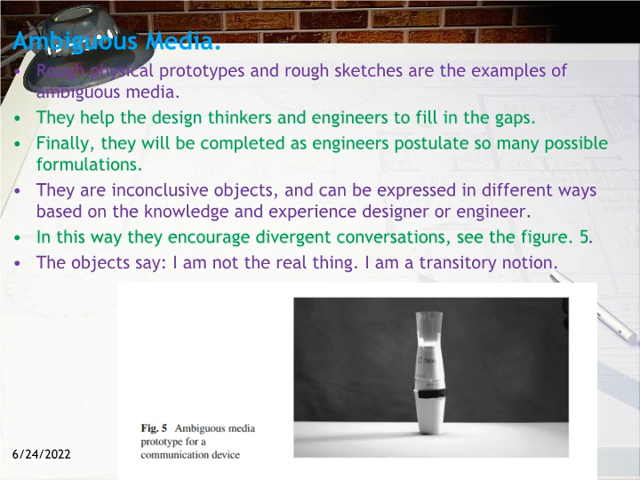 Ambiguous Media.
• Rough physical prototypes and rough sketches are the examples of
ambiguous media.
• They help the design thinkers and engineers to fill in the gaps.
• Finally, they will be completed as engineers postulate so many possible
formulations.
• They are inconclusive objects, and can be expressed in different ways
based on the knowledge and experience designer or engineer.
• In this way they encourage divergent conversations, see the figure. 5.
• The objects say: I am not the real thing. I am a transitory notion.
Fig. 5 Ambiguous media
prototype for a
communication device
6/24/2022